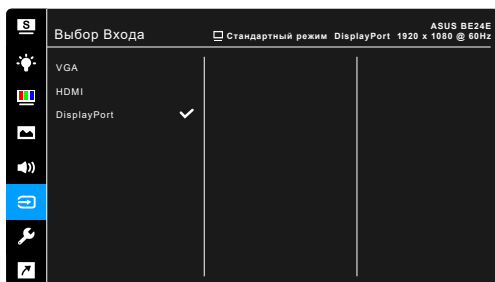 S
ASUS BE24E
Выбор Входа
Стандартный режим DisplayPort 1920 x 1080 @ 60Hz
VGA
HDMI
DisplayPort